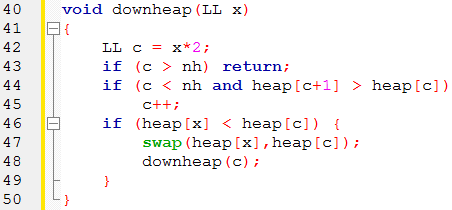 40 void downheap(LL x)
41 {
42 LL c = x*2;
43 if (c > nh) return;
44 if (c < nh and heap[c+1] > heap[c])
45 c++;
46 if (heap[x] < heap[c]) {
47 swap(heap[x],heap[c]);
48 downheap(c);
49 }
50 }